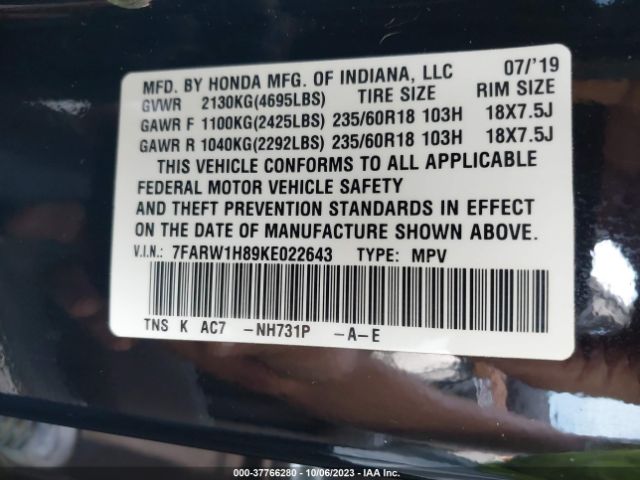 MFD. BY HONDA MFG. OF INDIANA, LLC 07/'19
GVWR 2130KG(4695LBS) TIRE SIZE RIM SIZE
GAWR F 1100KG(2425LBS) 235/60R18 103H 18X7.5J
GAWR R 1040KG(2292LBS) 235/60R18 103H 18X7.5J
THIS VEHICLE CONFORMS TO ALL APPLICABLE
FEDERAL MOTOR VEHICLE SAFETY
AND THEFT PREVENTION STANDARDS IN EFFECT
ON THE DATE OF MANUFACTURE SHOWN ABOVE.
V.I.N.: 7FARW1H89KE022643 TYPE: MPV
TNS K AC7 -NH731P -A-E
000-37766280 - 10/06/2023 - IAA Inc.